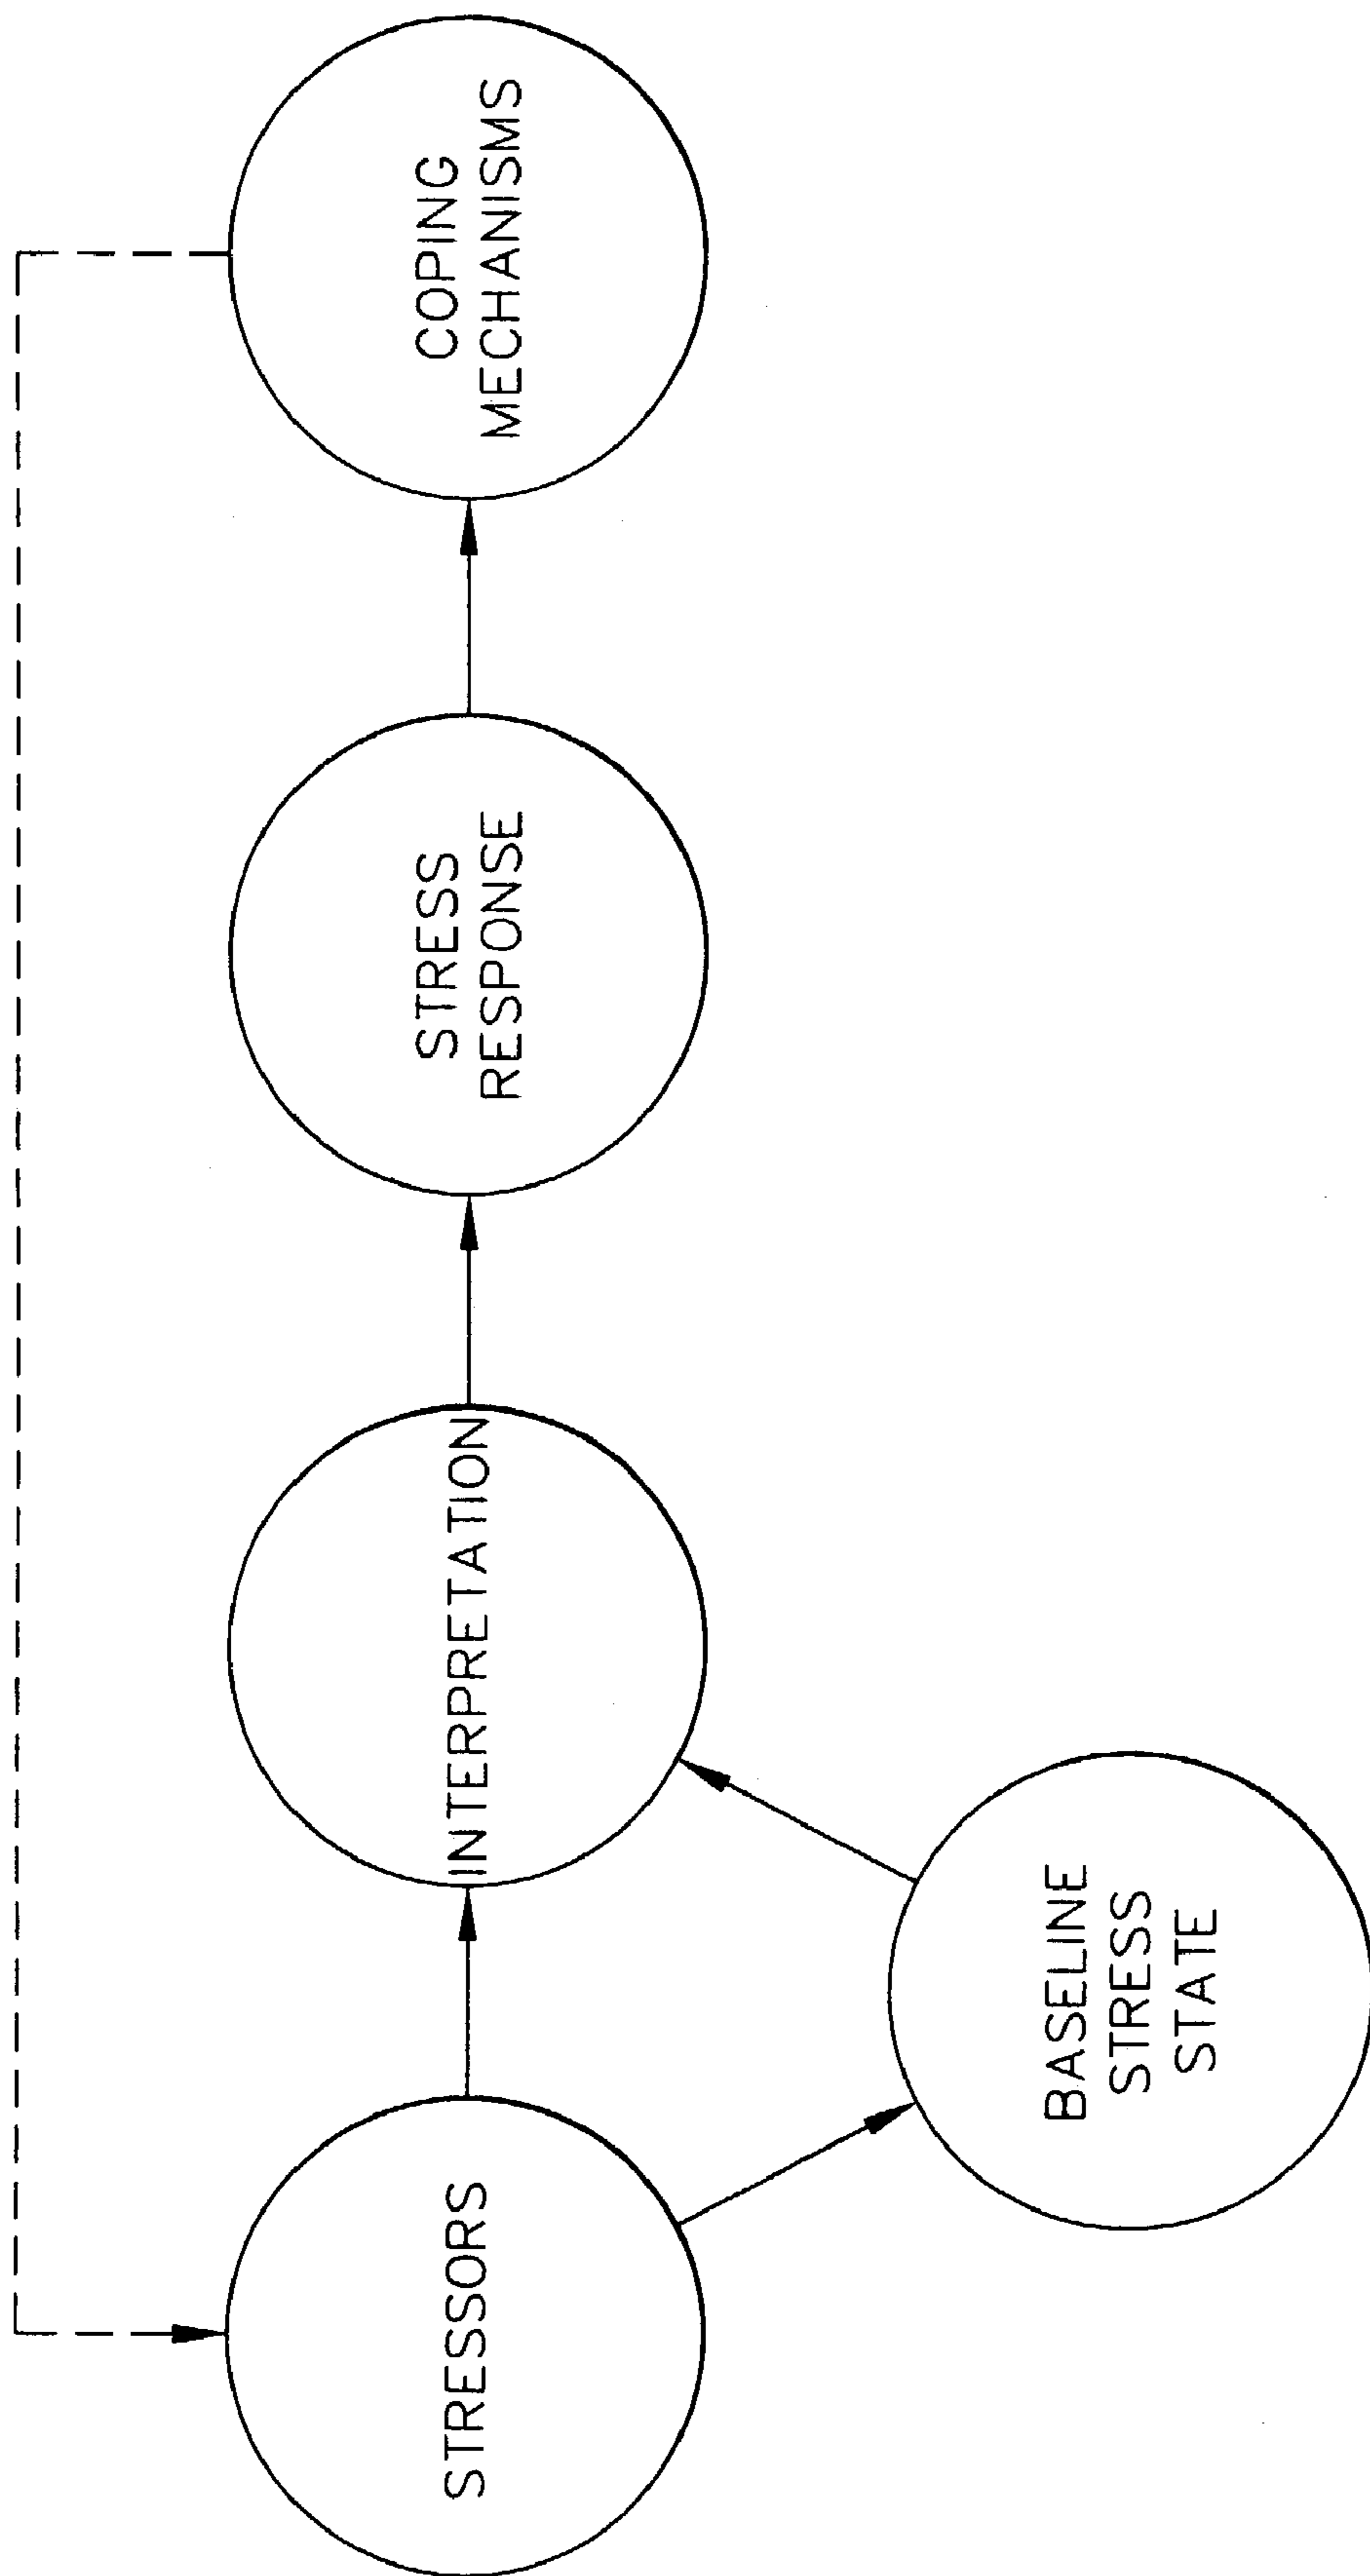 STRESSORS
INTERPRETATION
STRESS
RESPONSE
COPING
MECHANISMS
BASELINE
STRESS
STATE